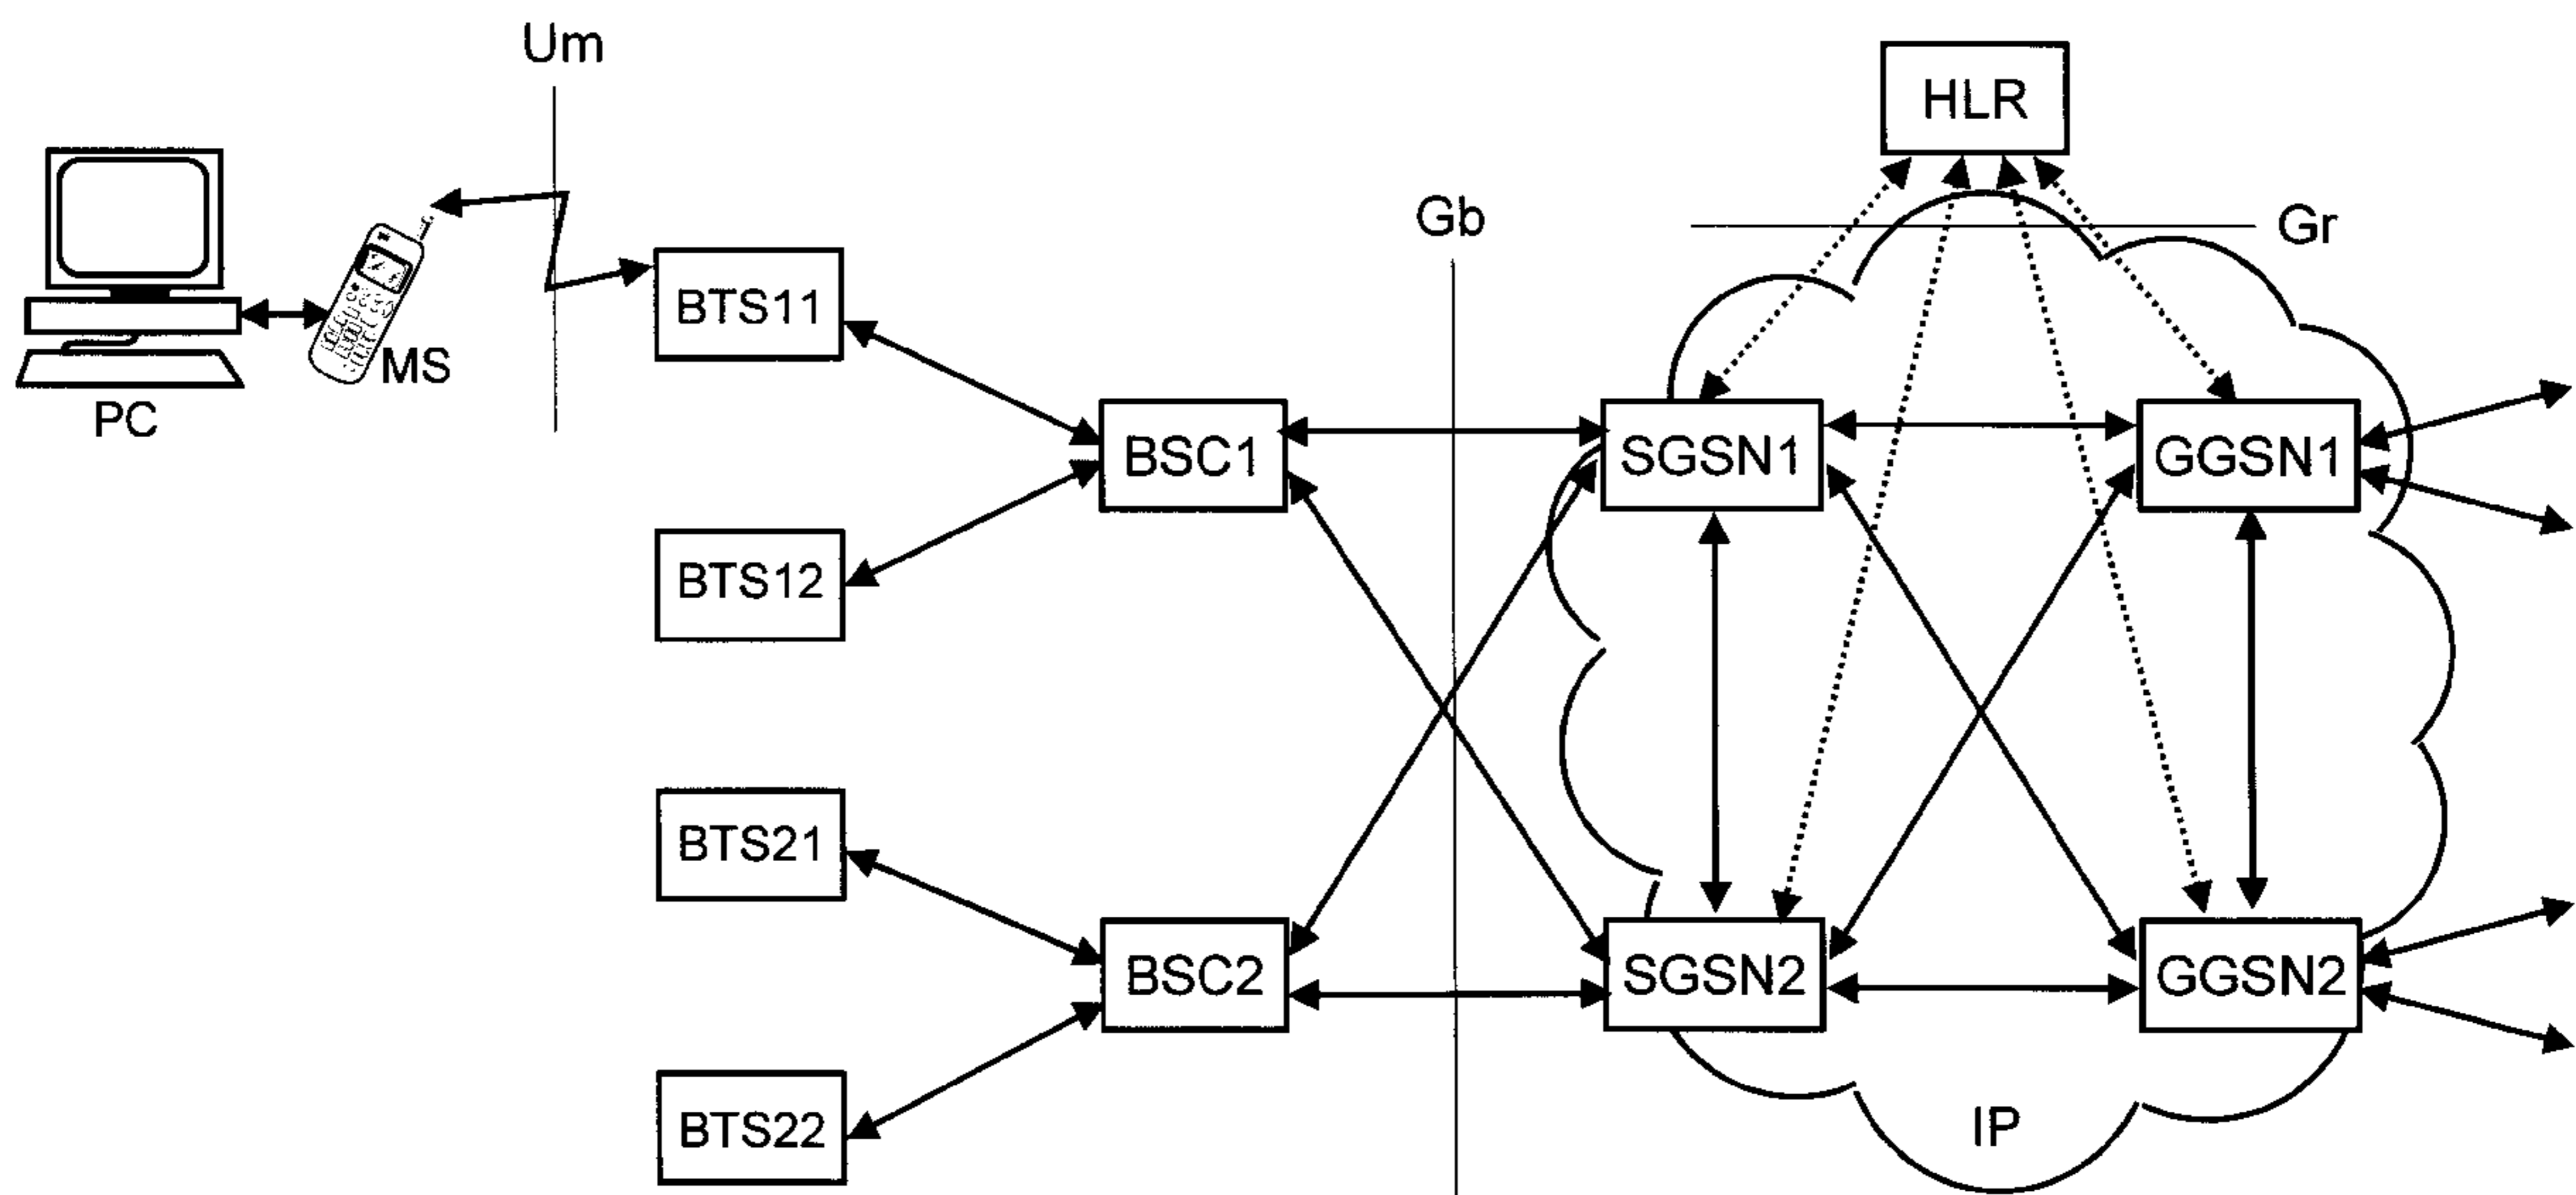 Um
HLR
Gb
Gr
BTS11
MS
PC
BSC1
SGSN1
GGSN1
BTS12
BTS21
BSC2
SGSN2
GGSN2
BTS22
IP